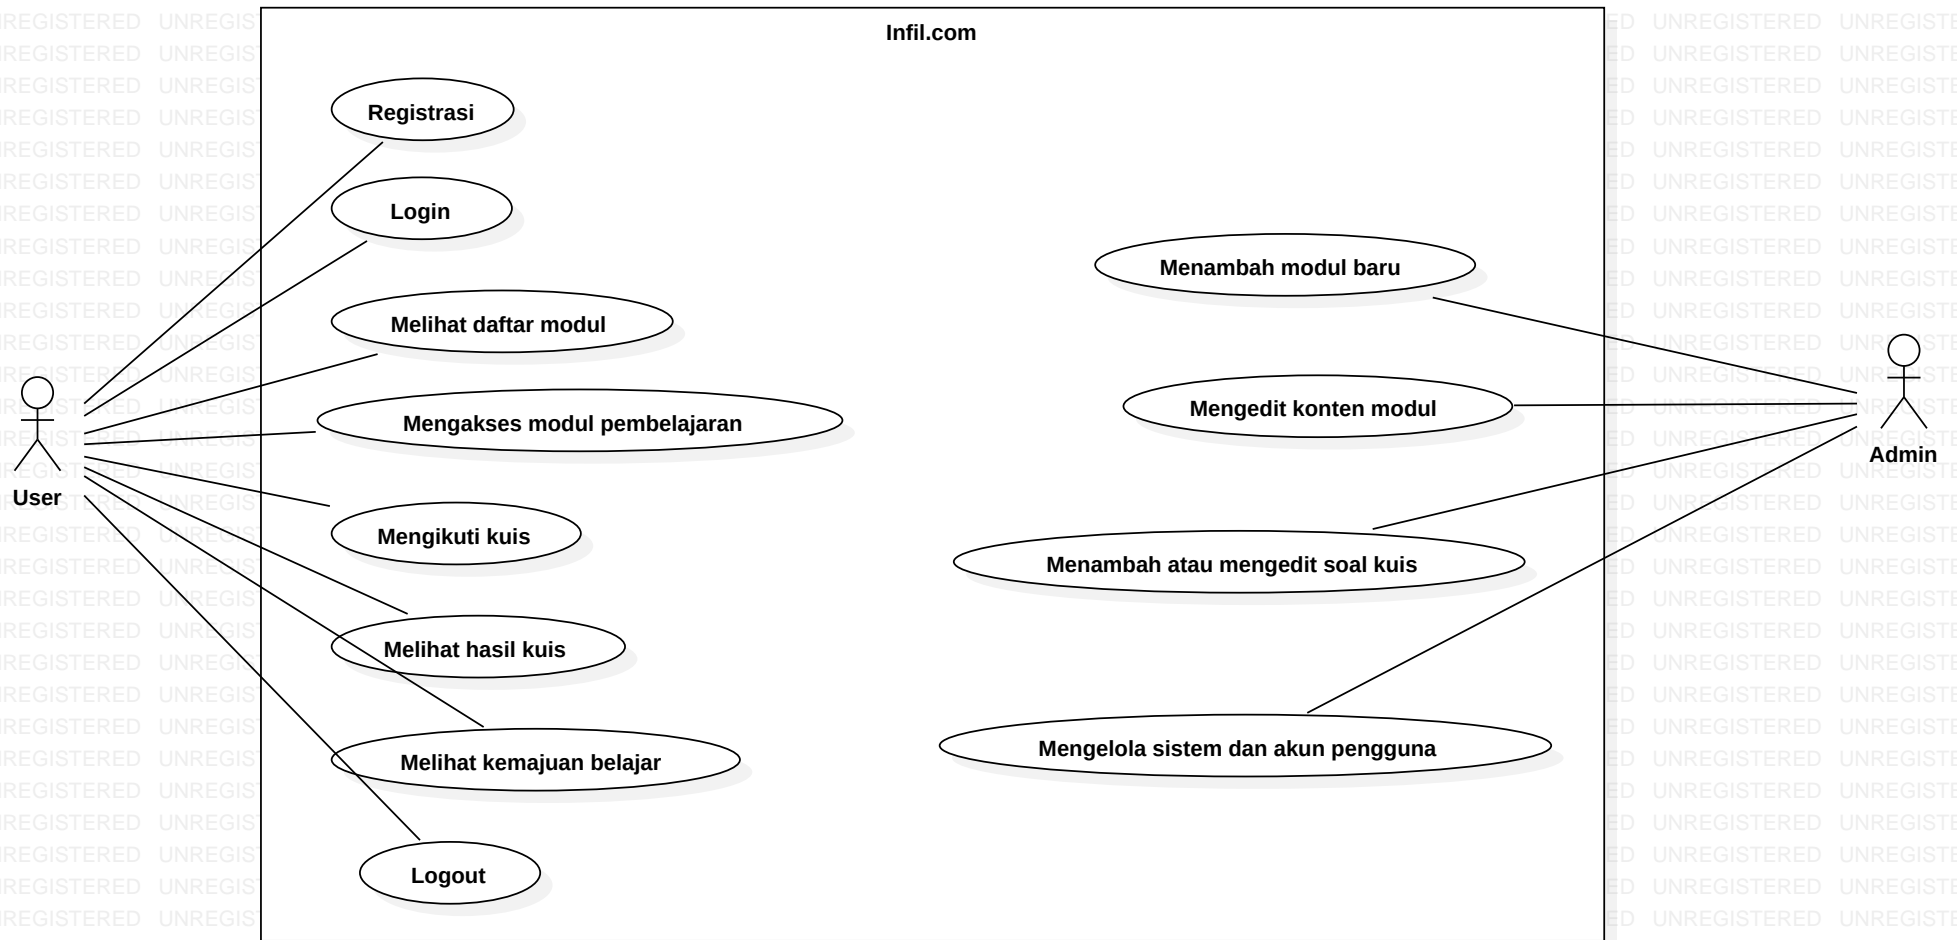 Infil.com
Registrasi
Login
Melihat daftar modul
Mengakses modul pembelajaran
Mengikuti kuis
Melihat hasil kuis
Melihat kemajuan belajar
Logout
User
Menambah modul baru
Mengedit konten modul
Menambah atau mengedit soal kuis
Mengelola sistem dan akun pengguna
Admin
UNREGISTERED